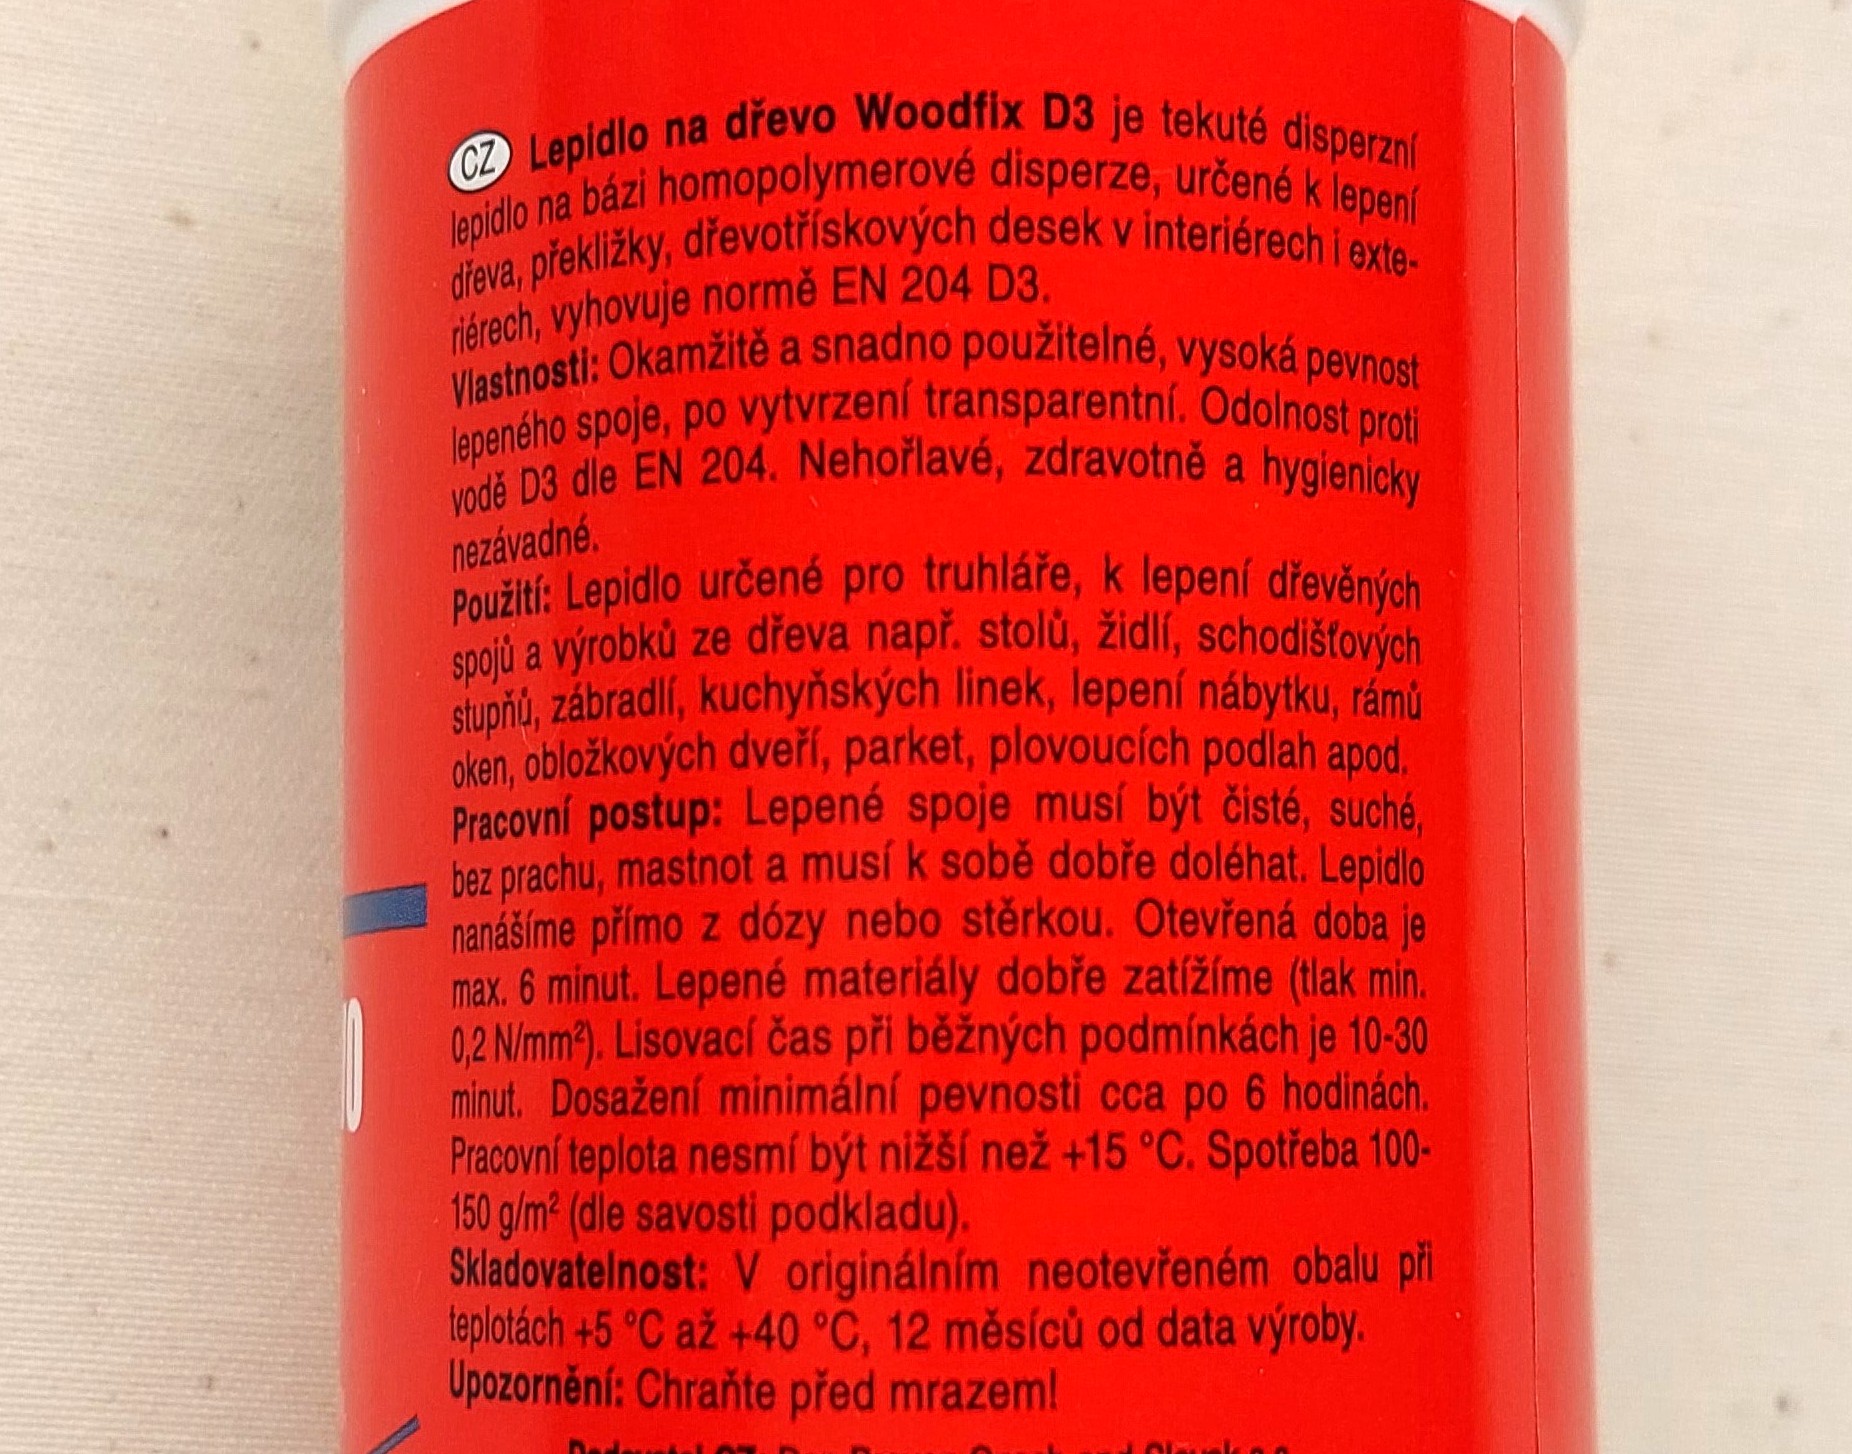 CZ Lepidlo na dřevo Woodfix D3 je tekuté disperzní
lepidlo na bázi homopolymerové disperze, určené k lepení
dřeva, překližky, dřevotřískových desek v interiérech i exte-
riérech, vyhovuje normě EN 204 D3.
Vlastnosti: Okamžitě a snadno použitelné, vysoká pevnost
lepeného spoje, po vytvrzení transparentní. Odolnost proti
vodě D3 dle EN 204. Nehořlavé, zdravotně a hygienicky
nezávadné.
Použití: Lepidlo určené pro truhláře, k lepení dřevěných
spojů a výrobků ze dřeva např. stolů, židlí, schodišťových
stupňů, zábradlí, kuchyňských linek, lepení nábytku, rámů
oken, obložkových dveří, parket, plovoucích podlah apod.
Pracovní postup: Lepené spoje musí být čisté, suché,
bez prachu, mastnot a musí k sobě dobře doléhat. Lepidlo
nanášíme přímo z dózy nebo stěrkou. Otevřená doba je
max. 6 minut. Lepené materiály dobře zatížíme (tlak min.
0,2 N/mm²). Lisovací čas při běžných podmínkách je 10-30
minut. Dosažení minimální pevnosti cca po 6 hodinách.
Pracovní teplota nesmí být nižší než +15 °C. Spotřeba 100-
150 g/m² (dle savosti podkladu).
Skladovatelnost: V originálním neotevřeném obalu při
teplotách +5 °C až +40 °C, 12 měsíců od data výroby.
Upozornění: Chraňte před mrazem!